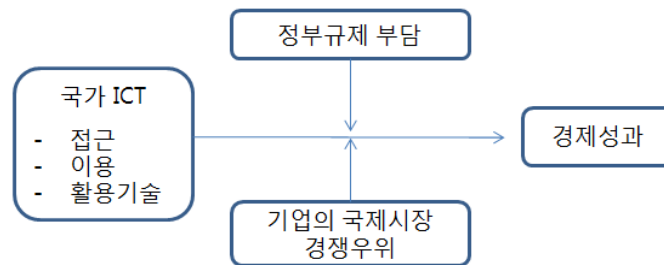 정부규제 부담
국가 ICT
- 접근
- 이용
- 활용기술
경제성과
기업의 국제시장
경쟁우위